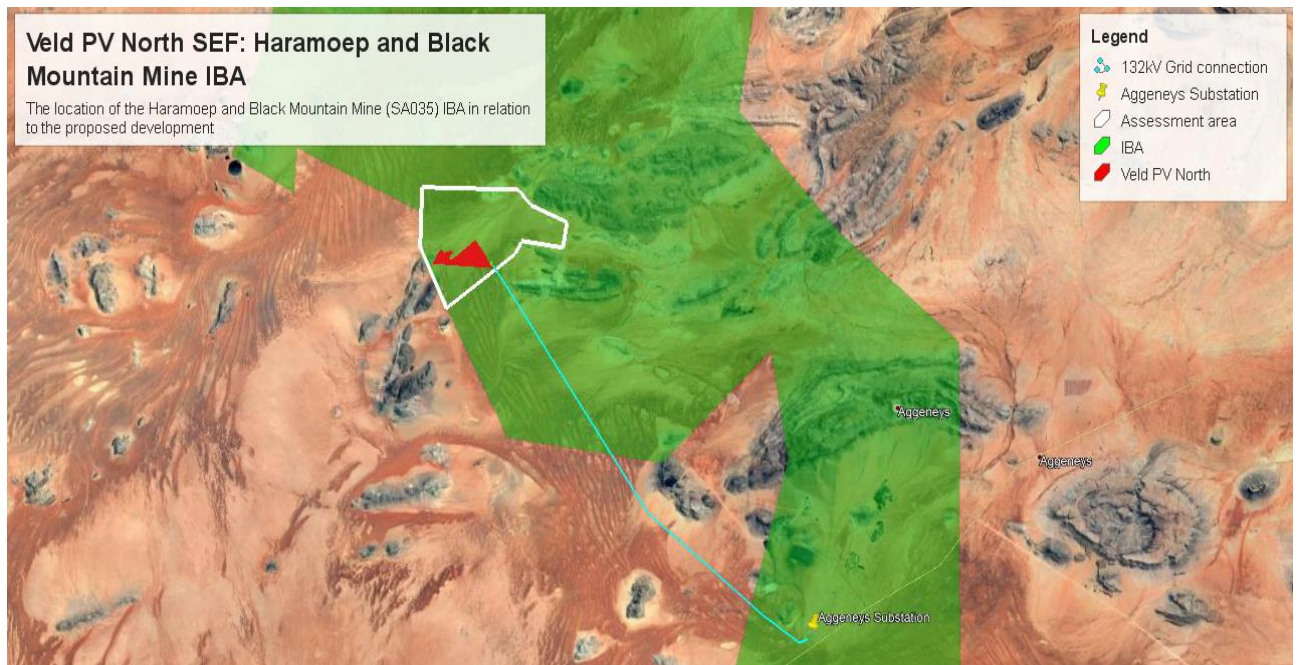 Veld PV North SEF: Haramoep and Black
Mountain Mine IBA
The location of the Haramoep and Black Mountain Mine (SA035) IBA in relation
to the proposed development
Legend
132kV Grid connection
Aggeneys Substation
Assessment area
IBA
Veld PV North
Aggeneys
Aggeneys
Aggeneys Substation